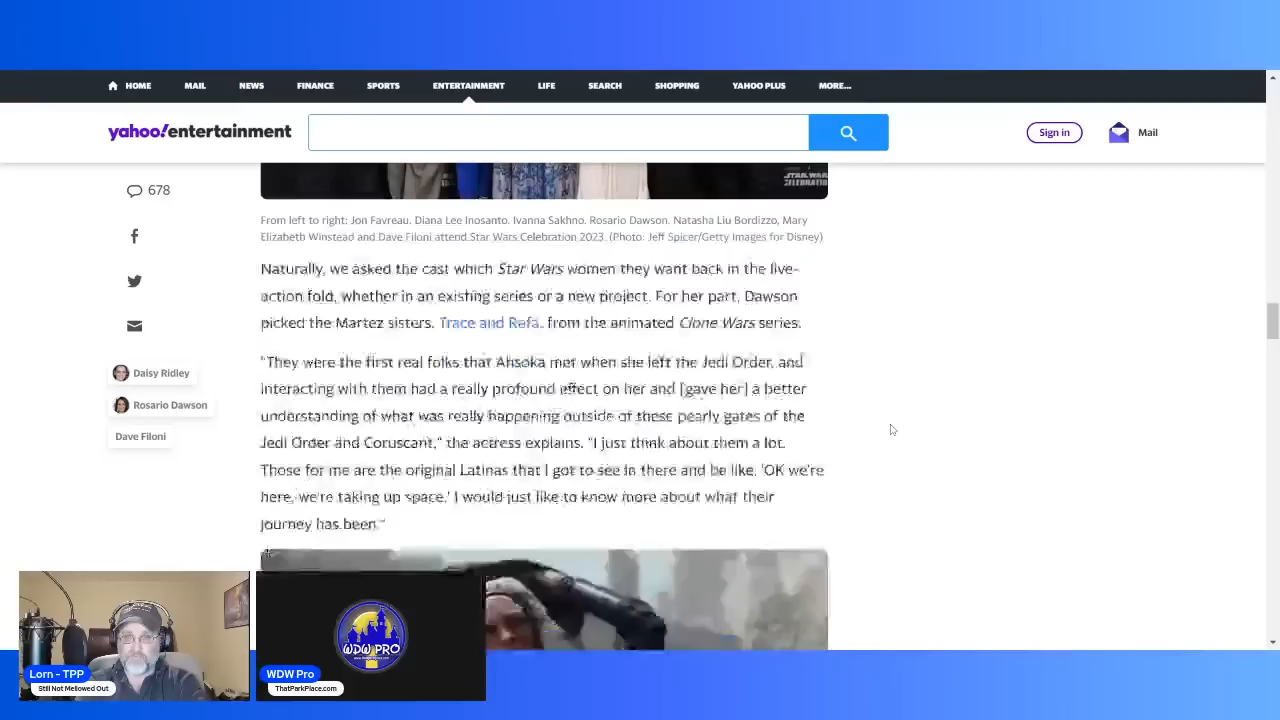 HOME MAIL NEWS FINANCE SPORTS ENTERTAINMENT LIFE SEARCH SHOPPING YAHOO PLUS MORE...
yahoo!entertainment
Sign in
Mail
678
STAR WARS
CELEBRATION
From left to right: Jon Favreau, Diana Lee Inosanto, Ivanna Sakhno, Rosario Dawson, Natasha Liu Bordizzo, Mary
Elizabeth Winstead and Dave Filoni attend Star Wars Celebration 2023. (Photo: Jeff Spicer/Getty Images for Disney)
Naturally, we asked the cast which Star Wars women they want back in the live-
action fold, whether in an existing series or a new project. For her part, Dawson
picked the Martez sisters, Trace and Rafa, from the animated Clone Wars series.
"They were the first real folks that Ahsoka met when she left the Jedi Order, and
interacting with them had a really profound effect on her and [gave her] a better
understanding of what was really happening outside of these pearly gates of the
Jedi Order and Coruscant," the actress explains. "I just think about them a lot.
Those for me are the original Latinas that I got to see in there and be like, 'OK we're
here, we're taking up space.' I would just like to know more about what their
journey has been."
Daisy Ridley
Rosario Dawson
Dave Filoni
Lorn - TPP
Still Not Mellowed Out
WDW PRO
WDW Pro
ThatParkPlace.com